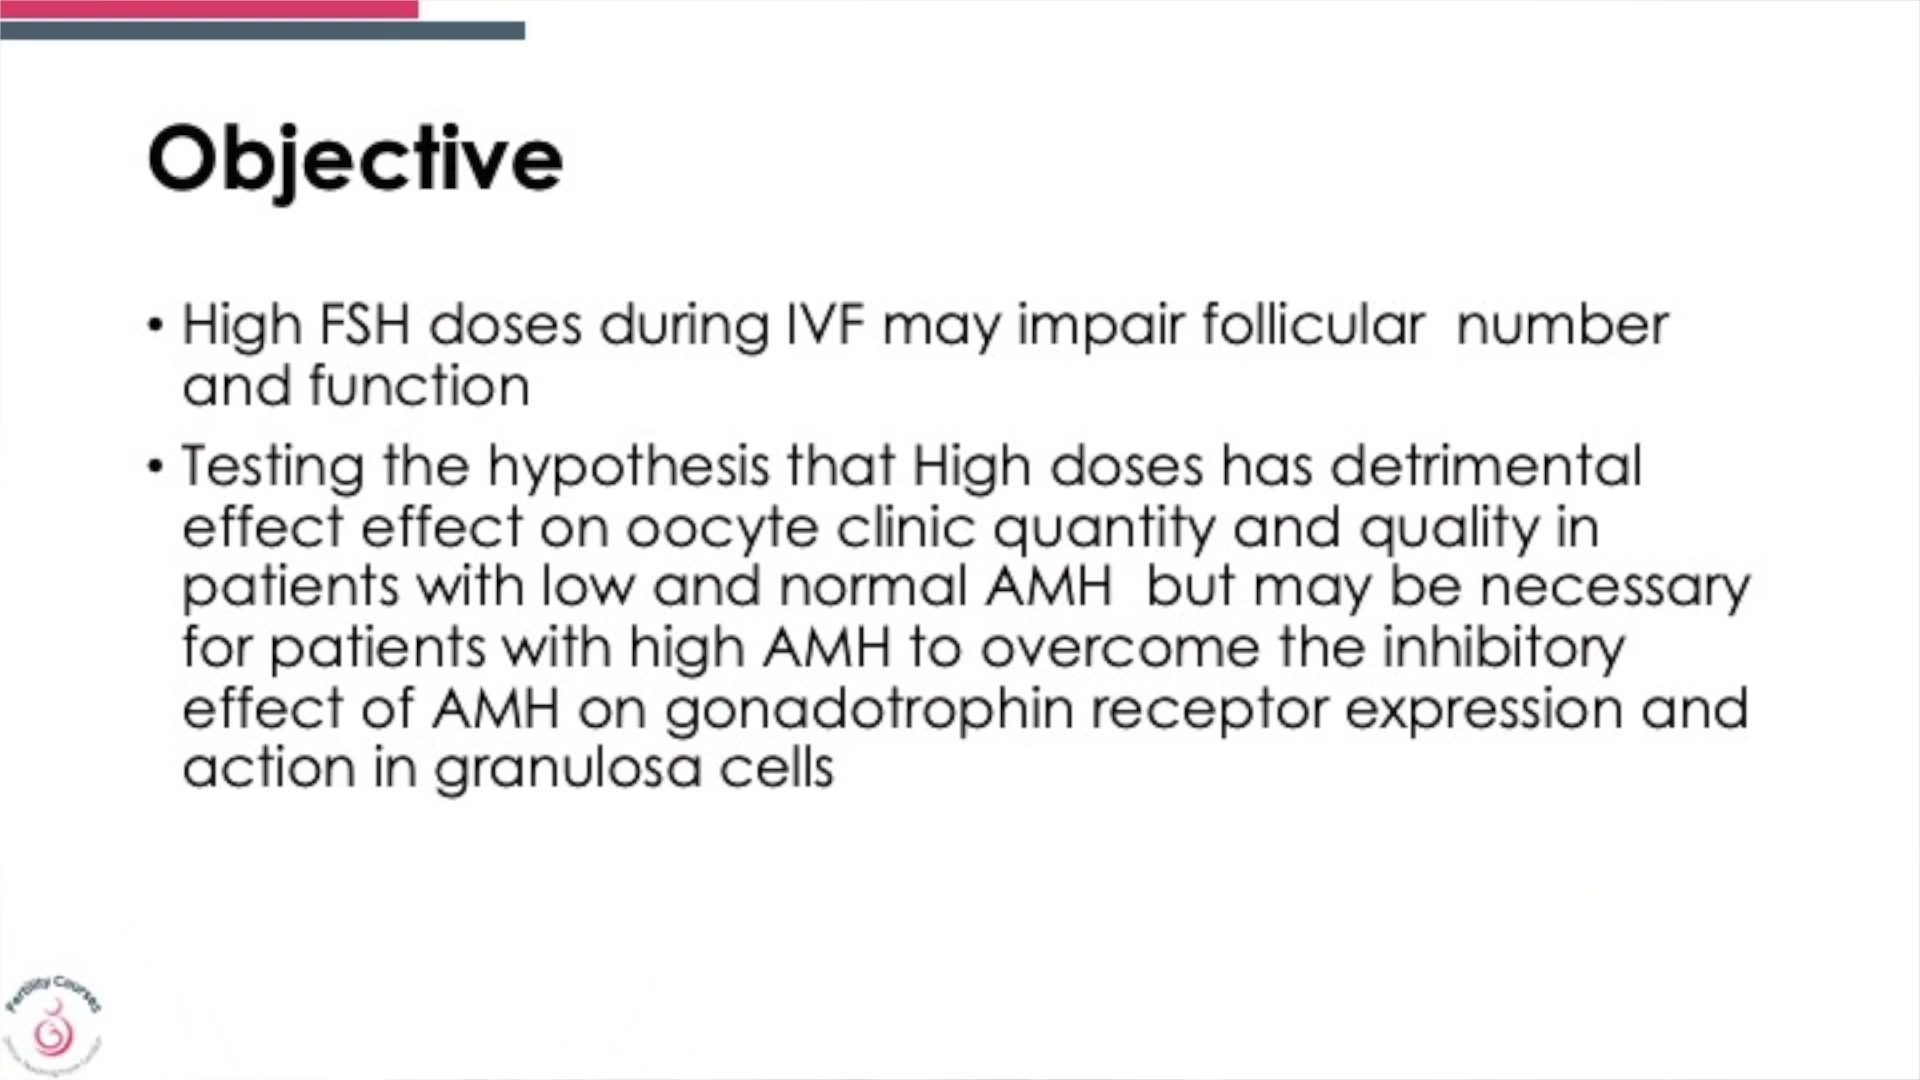 Objective
• High FSH doses during IVF may impair follicular number
and function
• Testing the hypothesis that High doses has detrimental
effect effect on oocyte clinic quantity and quality in
patients with low and normal AMH but may be necessary
for patients with high AMH to overcome the inhibitory
effect of AMH on gonadotrophin receptor expression and
action in granulosa cells
Fertility Courses